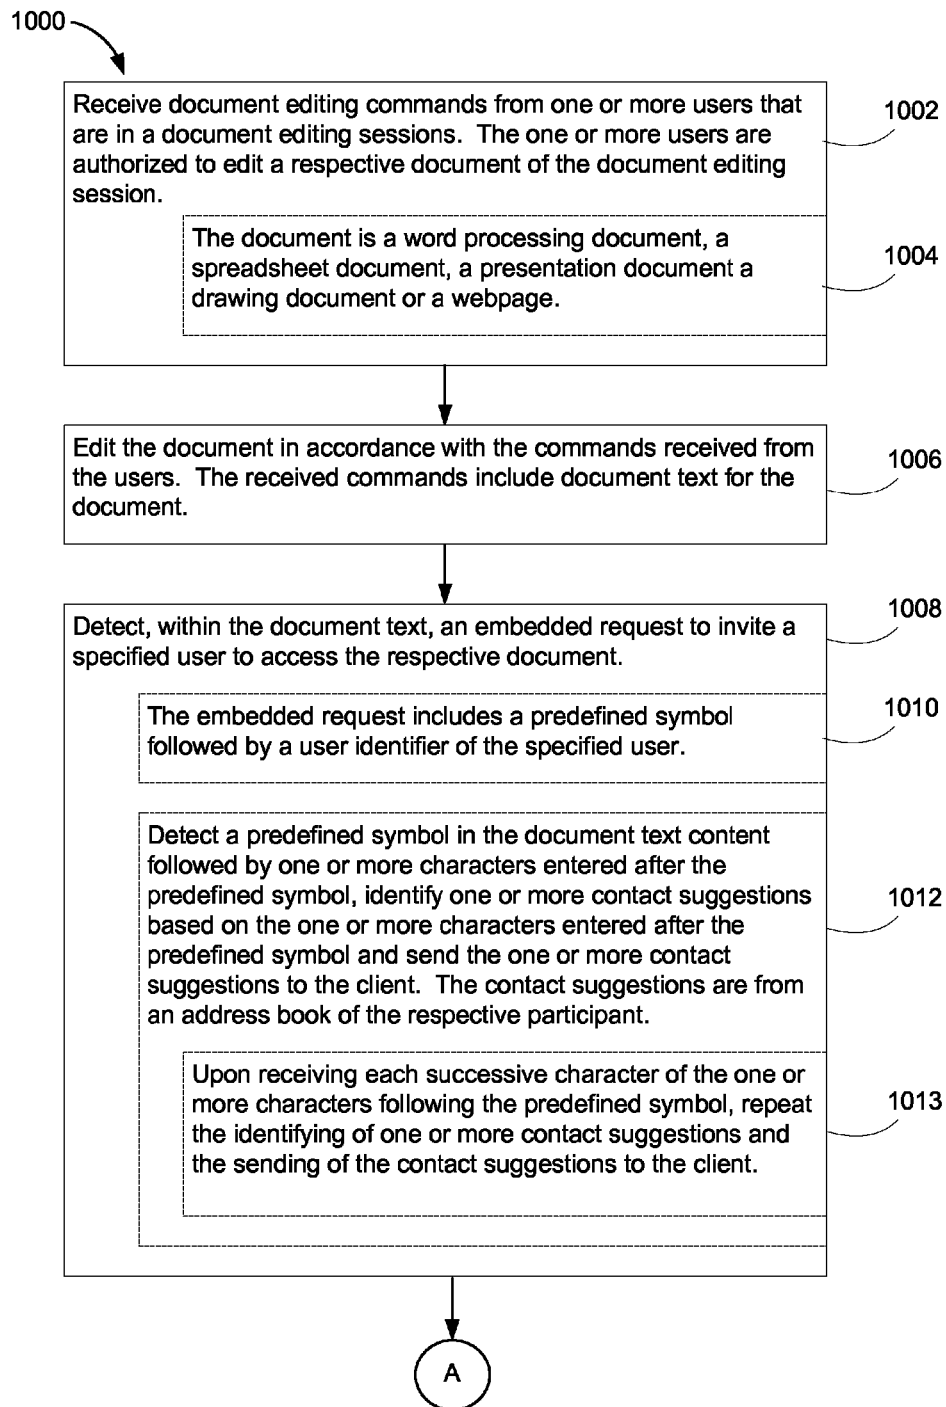 1000
Receive document editing commands from one or more users that
are in a document editing sessions. The one or more users are
authorized to edit a respective document of the document editing
session.
1002
The document is a word processing document, a
spreadsheet document, a presentation document a
drawing document or a webpage.
1004
Edit the document in accordance with the commands received from
the users. The received commands include document text for the
document.
1006
Detect, within the document text, an embedded request to invite a
specified user to access the respective document.
1008
The embedded request includes a predefined symbol
followed by a user identifier of the specified user.
1010
Detect a predefined symbol in the document text content
followed by one or more characters entered after the
predefined symbol, identify one or more contact suggestions
based on the one or more characters entered after the
predefined symbol and send the one or more contact
suggestions to the client. The contact suggestions are from
an address book of the respective participant.
1012
Upon receiving each successive character of the one or
more characters following the predefined symbol, repeat
the identifying of one or more contact suggestions and
the sending of the contact suggestions to the client.
1013
A